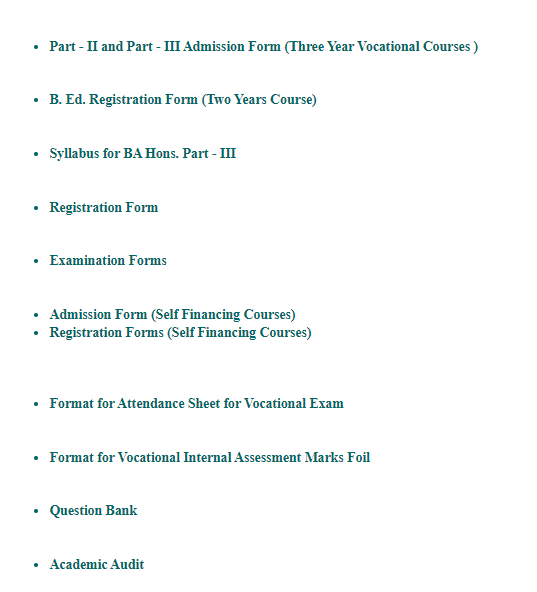 Part - II and Part - III Admission Form (Three Year Vocational Courses )
B. Ed. Registration Form (Two Years Course)
Syllabus for BA Hons. Part - III
Registration Form
Examination Forms
Admission Form (Self Financing Courses)
Registration Forms (Self Financing Courses)
Format for Attendance Sheet for Vocational Exam
Format for Vocational Internal Assessment Marks Foil
Question Bank
Academic Audit